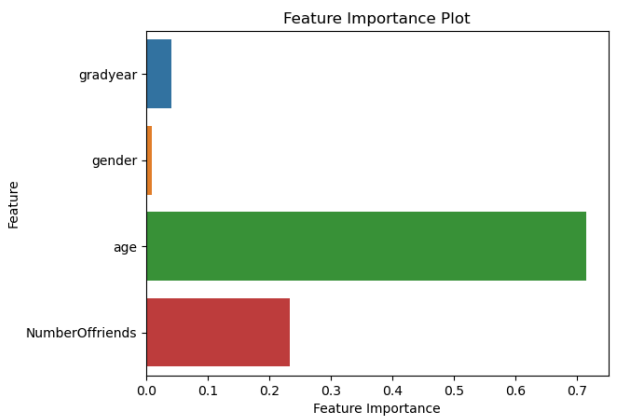 Feature Importance Plot
gradyear
gender
age
NumberOffriends
Feature
0.0 0.1 0.2 0.3 0.4 0.5 0.6 0.7
Feature Importance